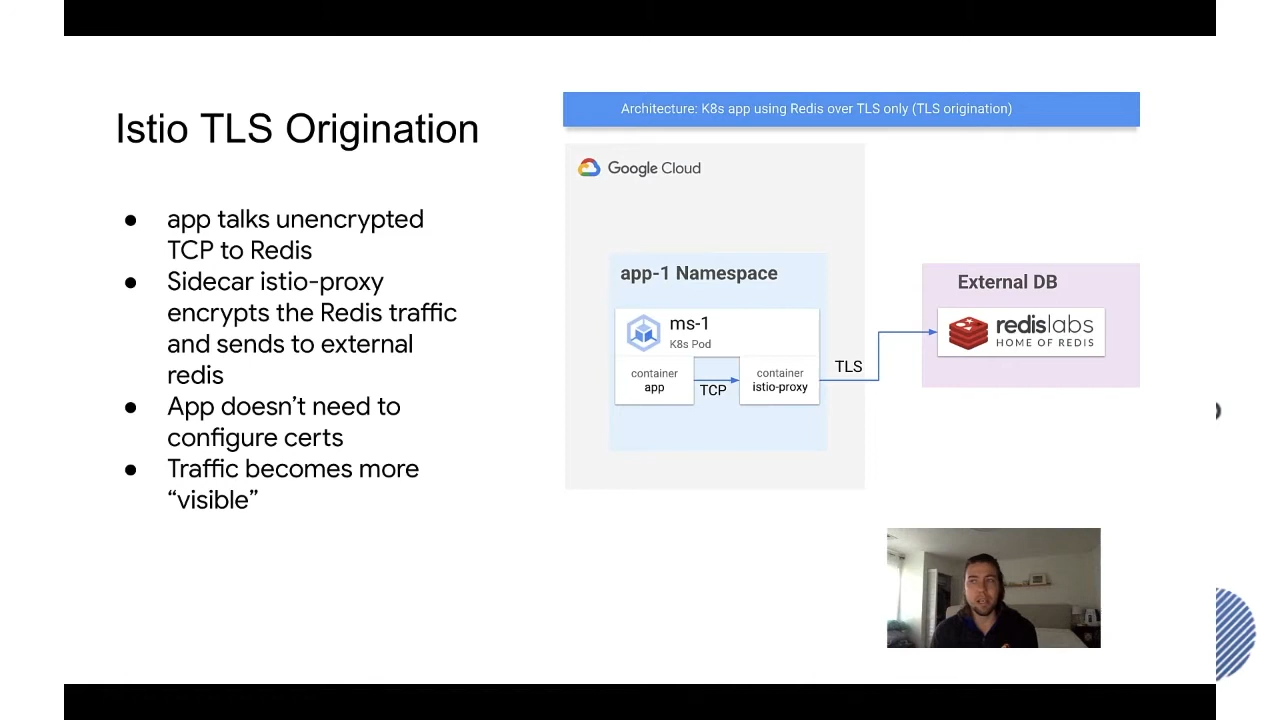 Istio TLS Origination
app talks unencrypted
TCP to Redis
Sidecar istio-proxy
encrypts the Redis traffic
and sends to external
redis
App doesn’t need to
configure certs
Traffic becomes more
“visible”
Architecture: K8s app using Redis over TLS only (TLS origination)
Google Cloud
app-1 Namespace
ms-1
K8s Pod
container
app
TCP
container
istio-proxy
TLS
External DB
redislabs
HOME OF REDIS